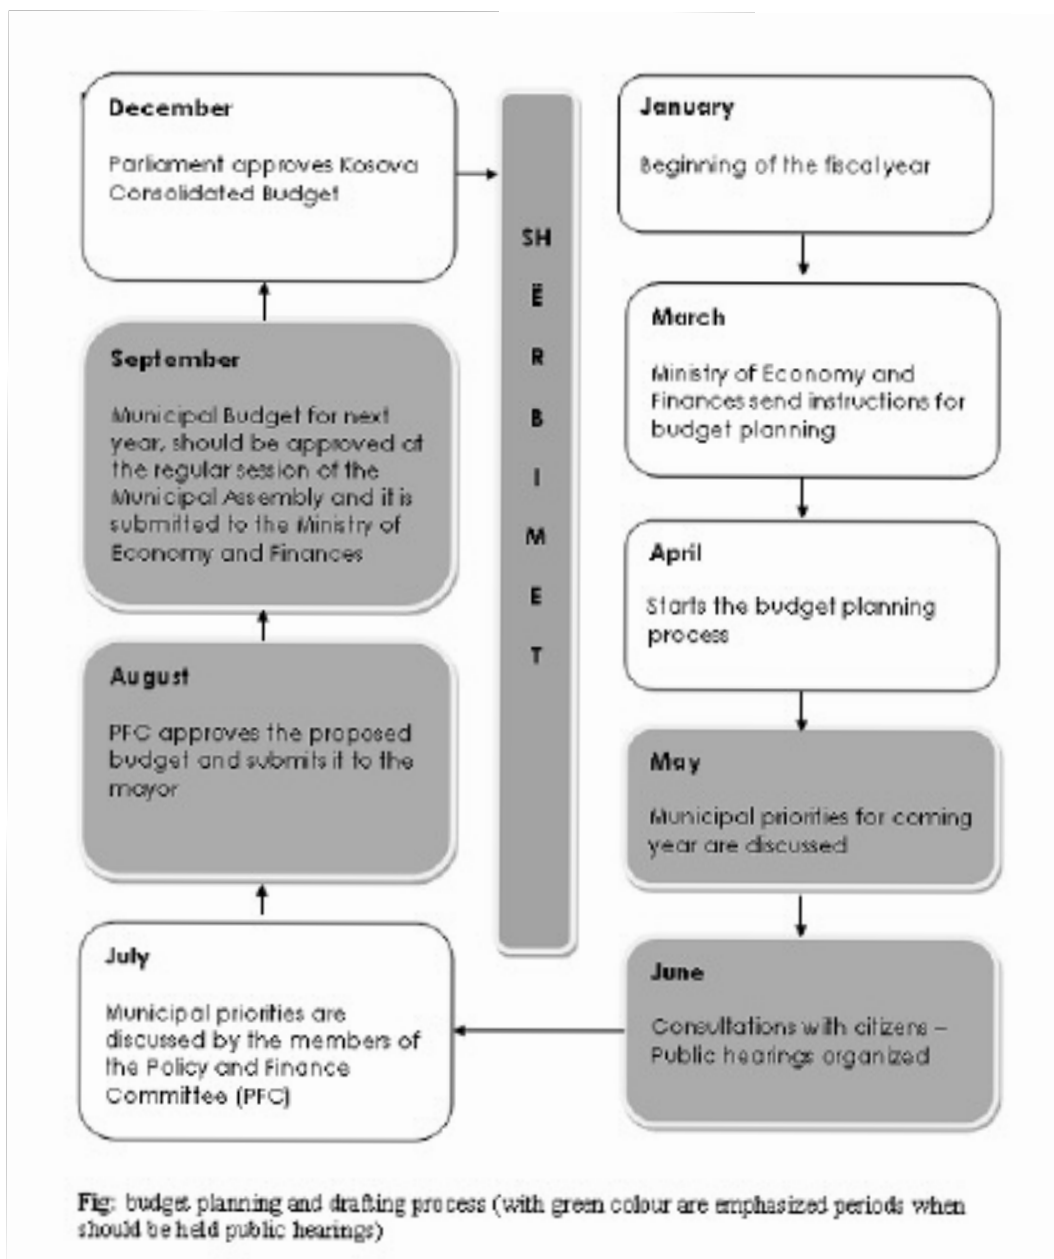 December
Parliament approves Kosova
Consolidated Budget
September
Municipal Budget for next
year, should be approved at
the regular session of the
Municipal Assembly and it is
submitted to the Ministry of
Economy and Finances
August
PFC approves the proposed
budget and submits it to the
mayor
July
Municipal priorities are
discussed by the members of
the Policy and Finance
Committee (PFC)
SH
Ë
R
B
I
M
E
T
January
Beginning of the fiscal year
March
Ministry of Economy and
Finances send instructions for
budget planning
April
Starts the budget planning
process
May
Municipal priorities for coming
year are discussed
June
Consultations with citizens –
Public hearings organized
Fig: budget planning and drafting process (with green colour are emphasized periods when
should be held public hearings)